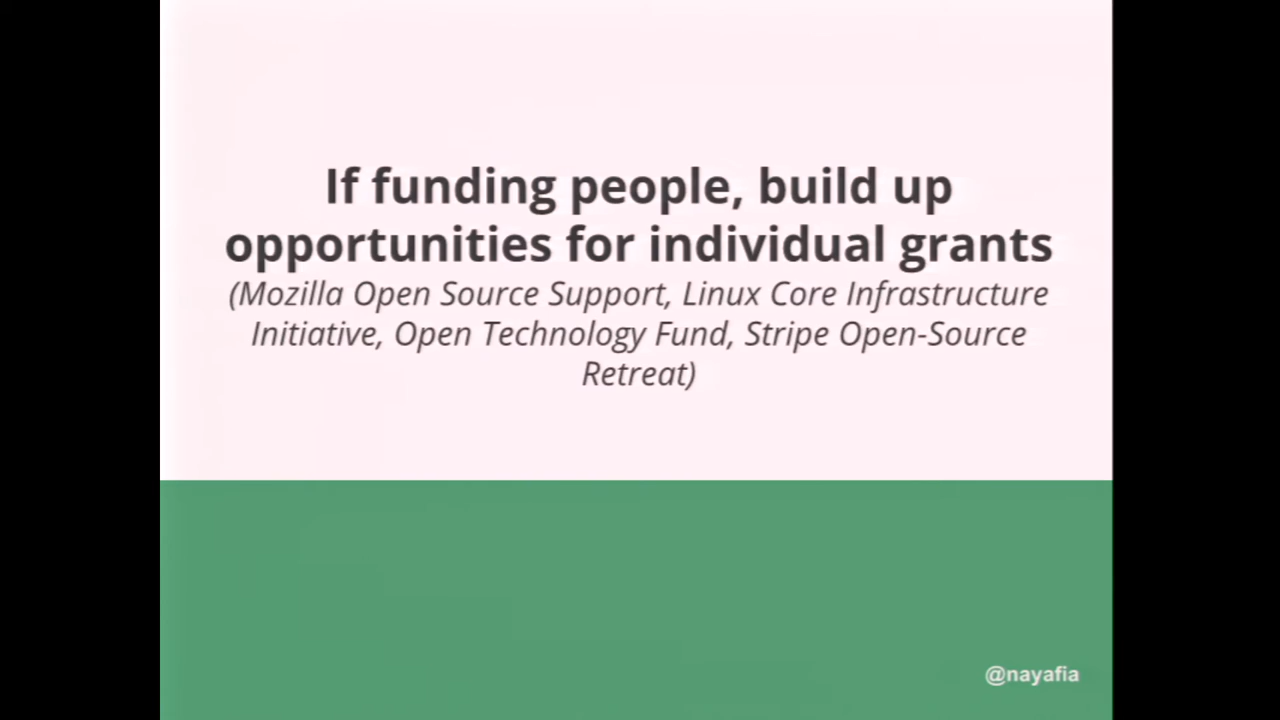 If funding people, build up
opportunities for individual grants
(Mozilla Open Source Support, Linux Core Infrastructure
Initiative, Open Technology Fund, Stripe Open-Source
Retreat)
@nayafia